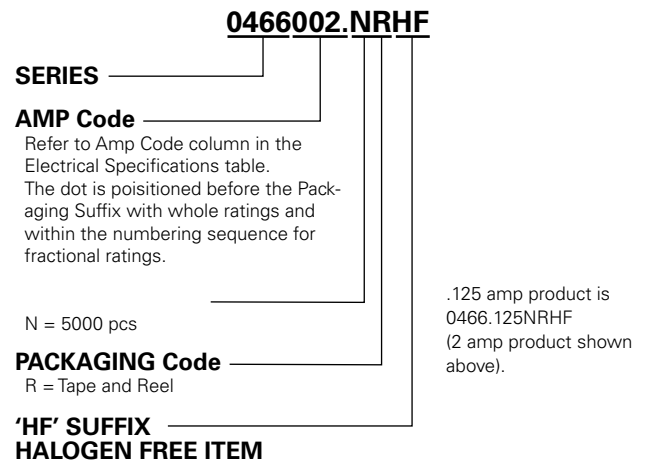 0466002.NRHF
SERIES
AMP Code
Refer to Amp Code column in the
Electrical Specifications table.
The dot is poisitioned before the Pack-
aging Suffix with whole ratings and
within the numbering sequence for
fractional ratings.
N = 5000 pcs
PACKAGING Code
R = Tape and Reel
‘HF’ SUFFIX
HALOGEN FREE ITEM
.125 amp product is
0466.125NRHF
(2 amp product shown
above).